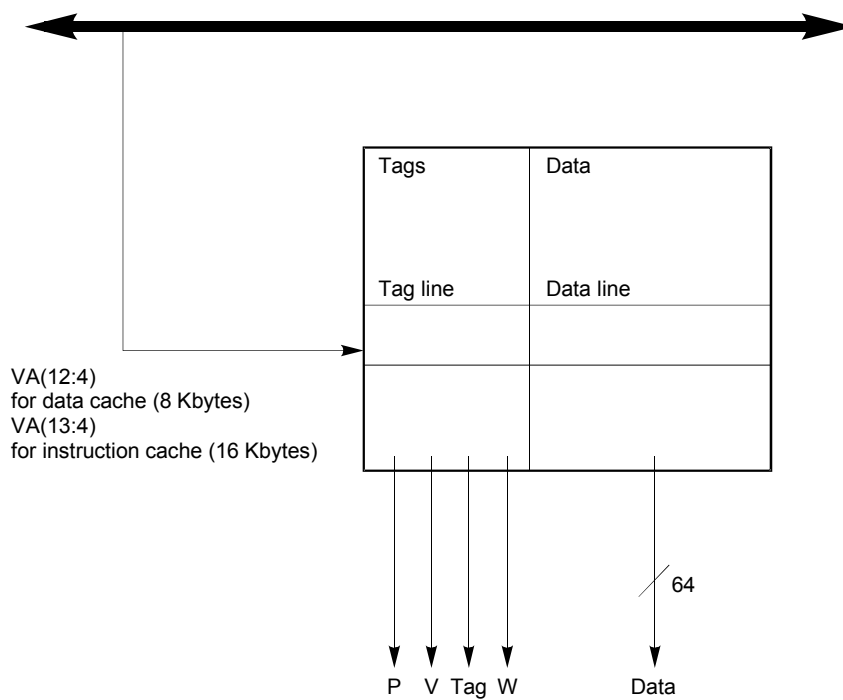 Tags Data
Tag line Data line
VA(12:4)
for data cache (8 Kbytes)
VA(13:4)
for instruction cache (16 Kbytes)
64
P V Tag W Data